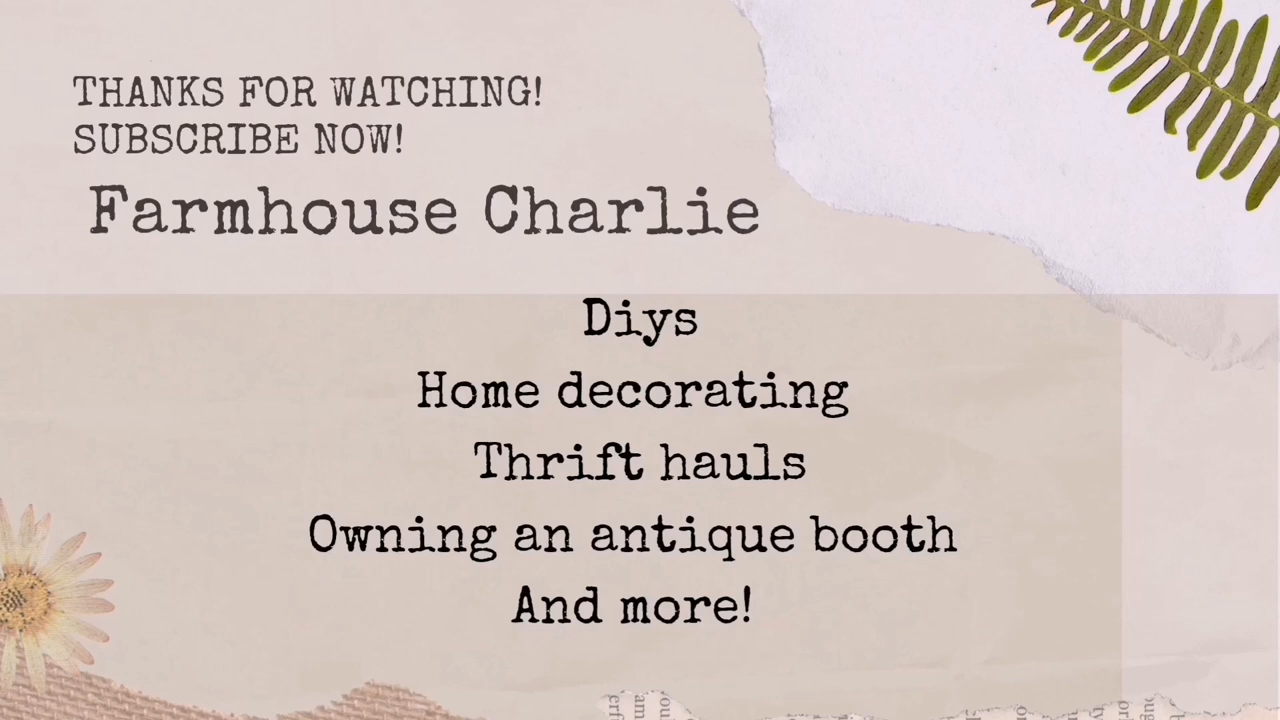 THANKS FOR WATCHING!
SUBSCRIBE NOW!
Farmhouse Charlie
Diys
Home decorating
Thrift hauls
Owning an antique booth
And more!